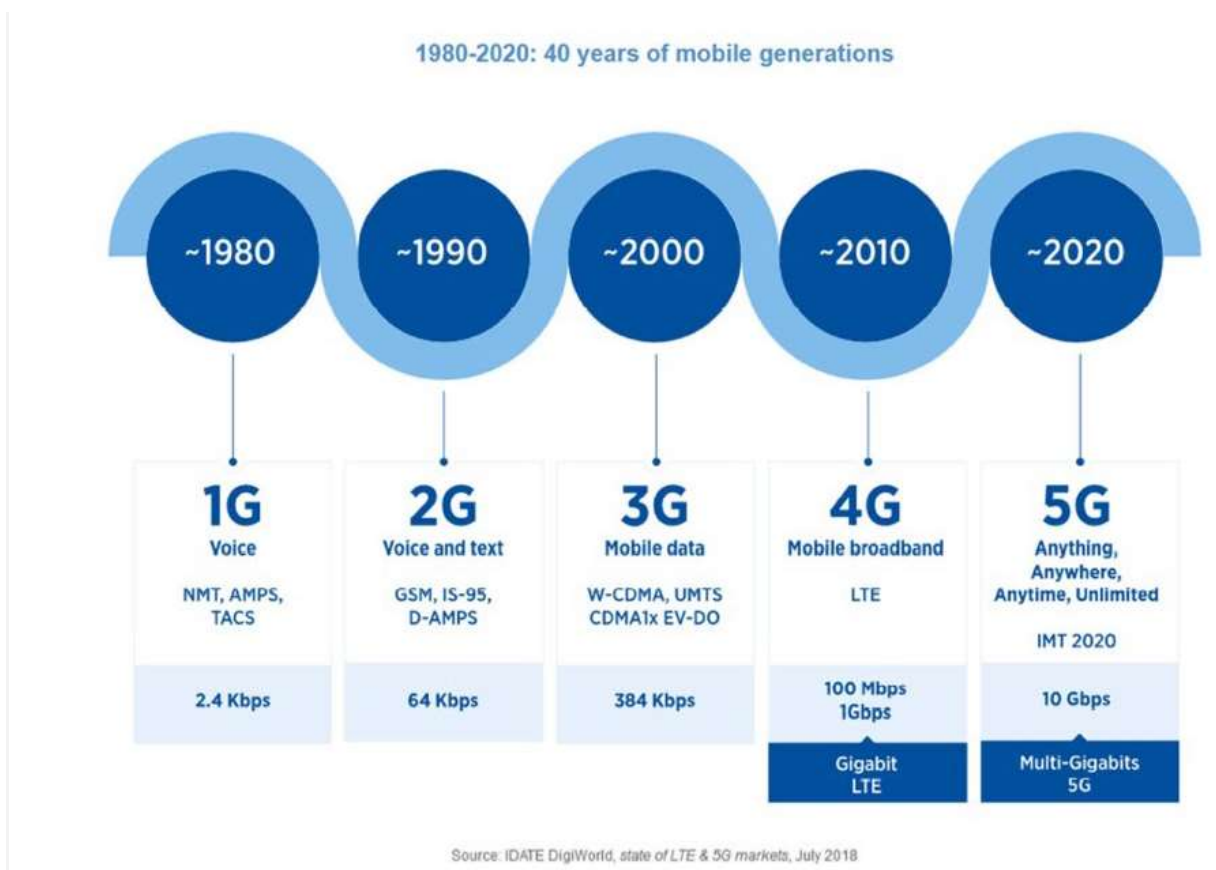 1980-2020: 40 years of mobile generations
~1980
~1990
~2000
~2010
~2020
1G
Voice
NMT, AMPS,
TACS
2.4 Kbps
2G
Voice and text
GSM, IS-95,
D-AMPS
64 Kbps
3G
Mobile data
W-CDMA, UMTS
CDMA1x EV-DO
384 Kbps
4G
Mobile broadband
LTE
100 Mbps
1Gbps
Gigabit
LTE
5G
Anything,
Anywhere,
Anytime, Unlimited
IMT 2020
10 Gbps
Multi-Gigabits
5G
Source: IDATE DigiWorld, state of LTE & 5G markets, July 2018